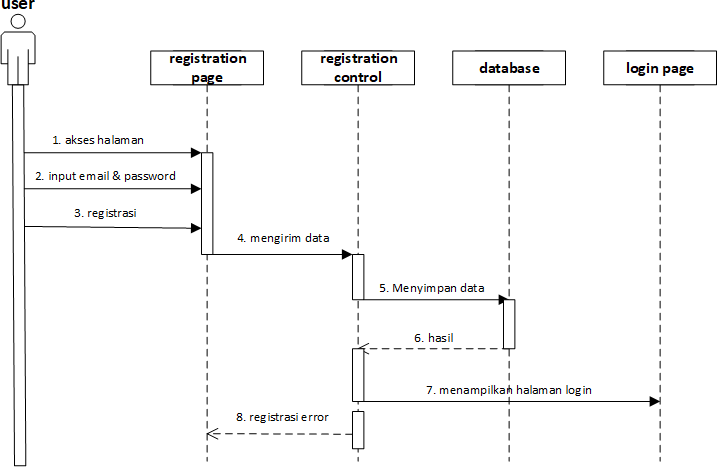 user
registration
page
registration
control
database
login page
1. akses halaman
2. input email & password
3. registrasi
4. mengirim data
5. Menyimpan data
6. hasil
7. menampilkan halaman login
8. registrasi error